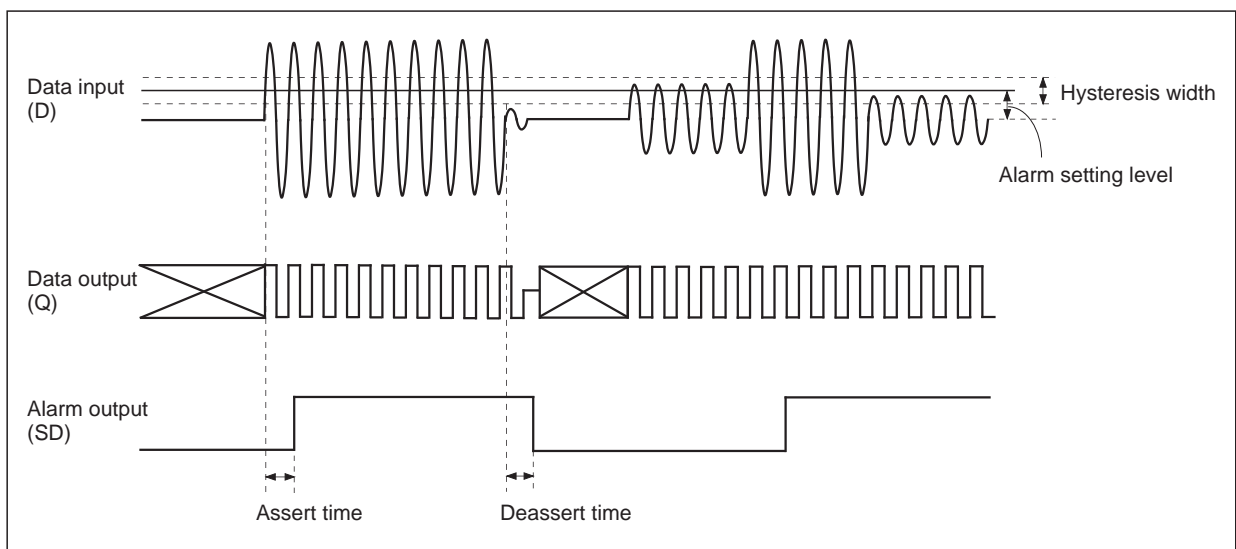 Data input
(D)
Hysteresis width
Alarm setting level
Data output
(Q)
Alarm output
(SD)
Assert time
Deassert time